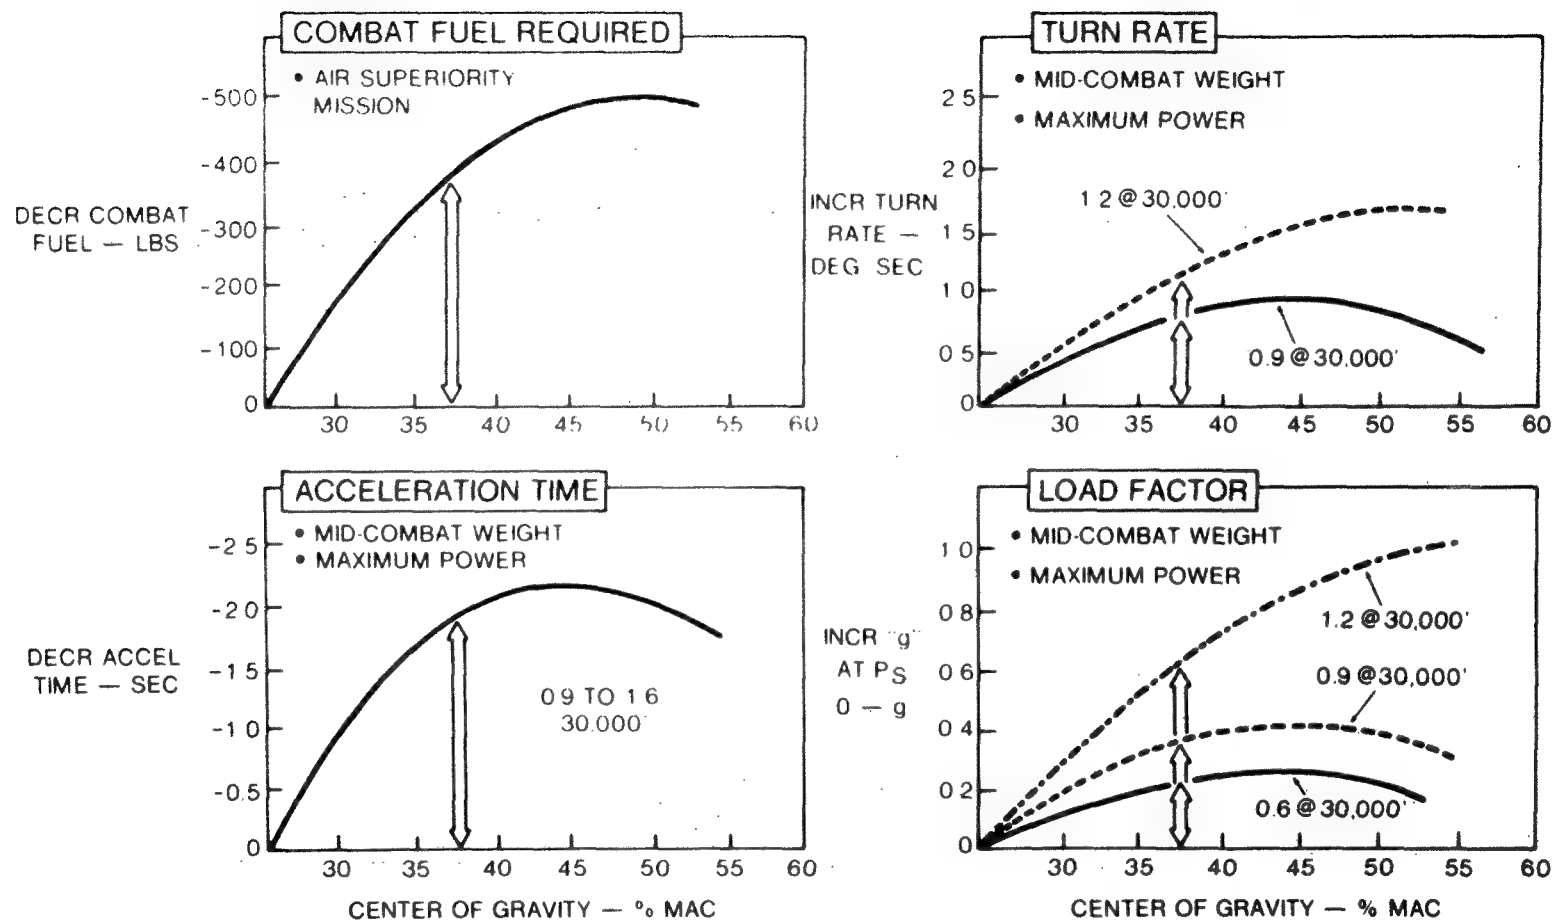 COMBAT FUEL REQUIRED
• AIR SUPERIORITY
MISSION
-500
-400
-300
-200
-100
0
DECR COMBAT
FUEL — LBS
30 35 40 45 50 55 60
TURN RATE
• MID-COMBAT WEIGHT
• MAXIMUM POWER
2 5
2 0
1 5
1 0
0 5
0
INCR TURN
RATE —
DEG SEC
1 2 @ 30,000'
0.9 @ 30,000'
30 35 40 45 50 55 60
ACCELERATION TIME
• MID-COMBAT WEIGHT
• MAXIMUM POWER
-2 5
-2 0
-1 5
-1 0
-0.5
0
DECR ACCEL
TIME — SEC
0 9 TO 1 6
30.000'
30 35 40 45 50 55 60
CENTER OF GRAVITY — % MAC
LOAD FACTOR
• MID-COMBAT WEIGHT
• MAXIMUM POWER
1 0
0 8
0 6
0 4
0 2
0
INCR "g"
AT PS
0 — g
1.2 @ 30,000'
0.9 @ 30,000'
0.6 @ 30,000'
30 35 40 45 50 55 60
CENTER OF GRAVITY — % MAC